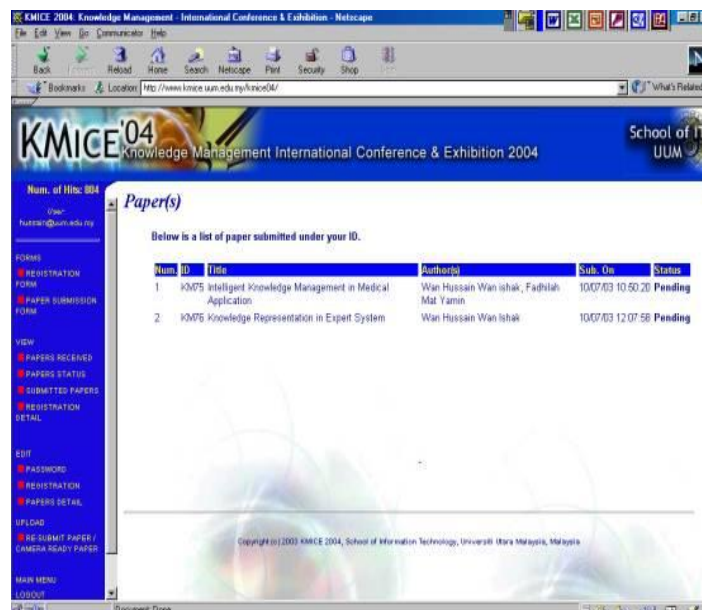 KMICE 2004: Knowledge Management - International Conference & Exhibition - Netscape
File Edit View Go Communicator Help
Back Reload Home Search Netscape Print Security Shop
Bookmarks Location: http://www.kmice.uum.edu.my/kmice04/ What's Related
KMICE'04
Knowledge Management International Conference & Exhibition 2004
School of IT
UUM
Num. of Hits: 804
User:
hussain@uum.edu.my
FORMS
REGISTRATION
FORM
PAPER SUBMISSION
FORM
VIEW
PAPERS RECEIVED
PAPERS STATUS
SUBMITTED PAPERS
REGISTRATION
DETAIL
EDIT
PASSWORD
REGISTRATION
PAPERS DETAIL
UPLOAD
RE-SUBMIT PAPER /
CAMERA READY PAPER
MAIN MENU
LOGOUT
Paper(s)
Below is a list of paper submitted under your ID.
Num. ID Title Author(s) Sub. On Status
1 KM75 Intelligent Knowledge Management in Medical Wan Hussain Wan ishak, Fadhilah 10/07/03 10:50:20 Pending
Application Mat Yamin
2 KM76 Knowledge Representation in Expert System Wan Hussain Wan Ishak 10/07/03 12:07:58 Pending
Copyright (c) 2003 KMICE 2004, School of Information Technology, Universiti Utara Malaysia, Malaysia
Document: Done